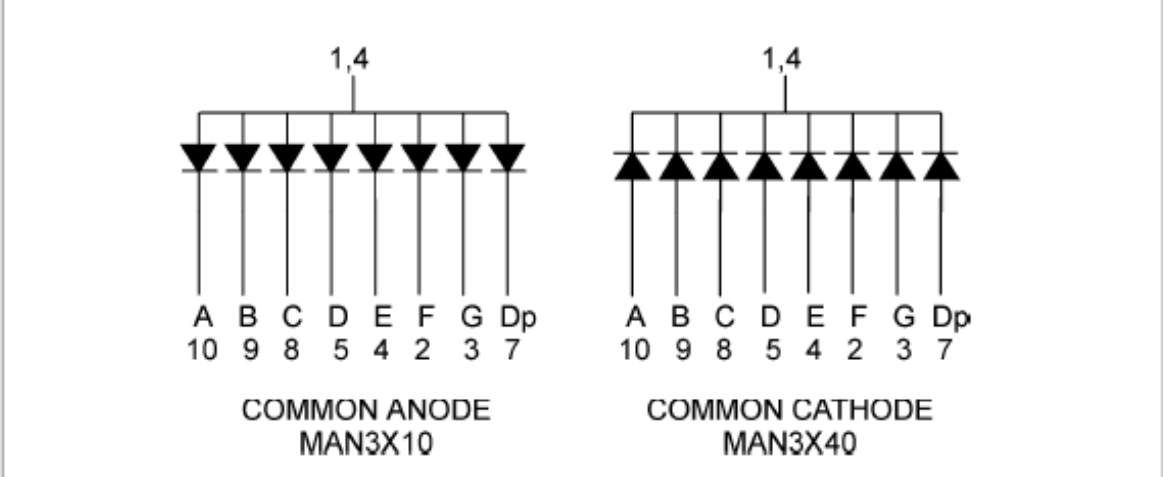 1,4
A B C D E F G Dp
10 9 8 5 4 2 3 7
COMMON ANODE
MAN3X10
1,4
A B C D E F G Dp
10 9 8 5 4 2 3 7
COMMON CATHODE
MAN3X40